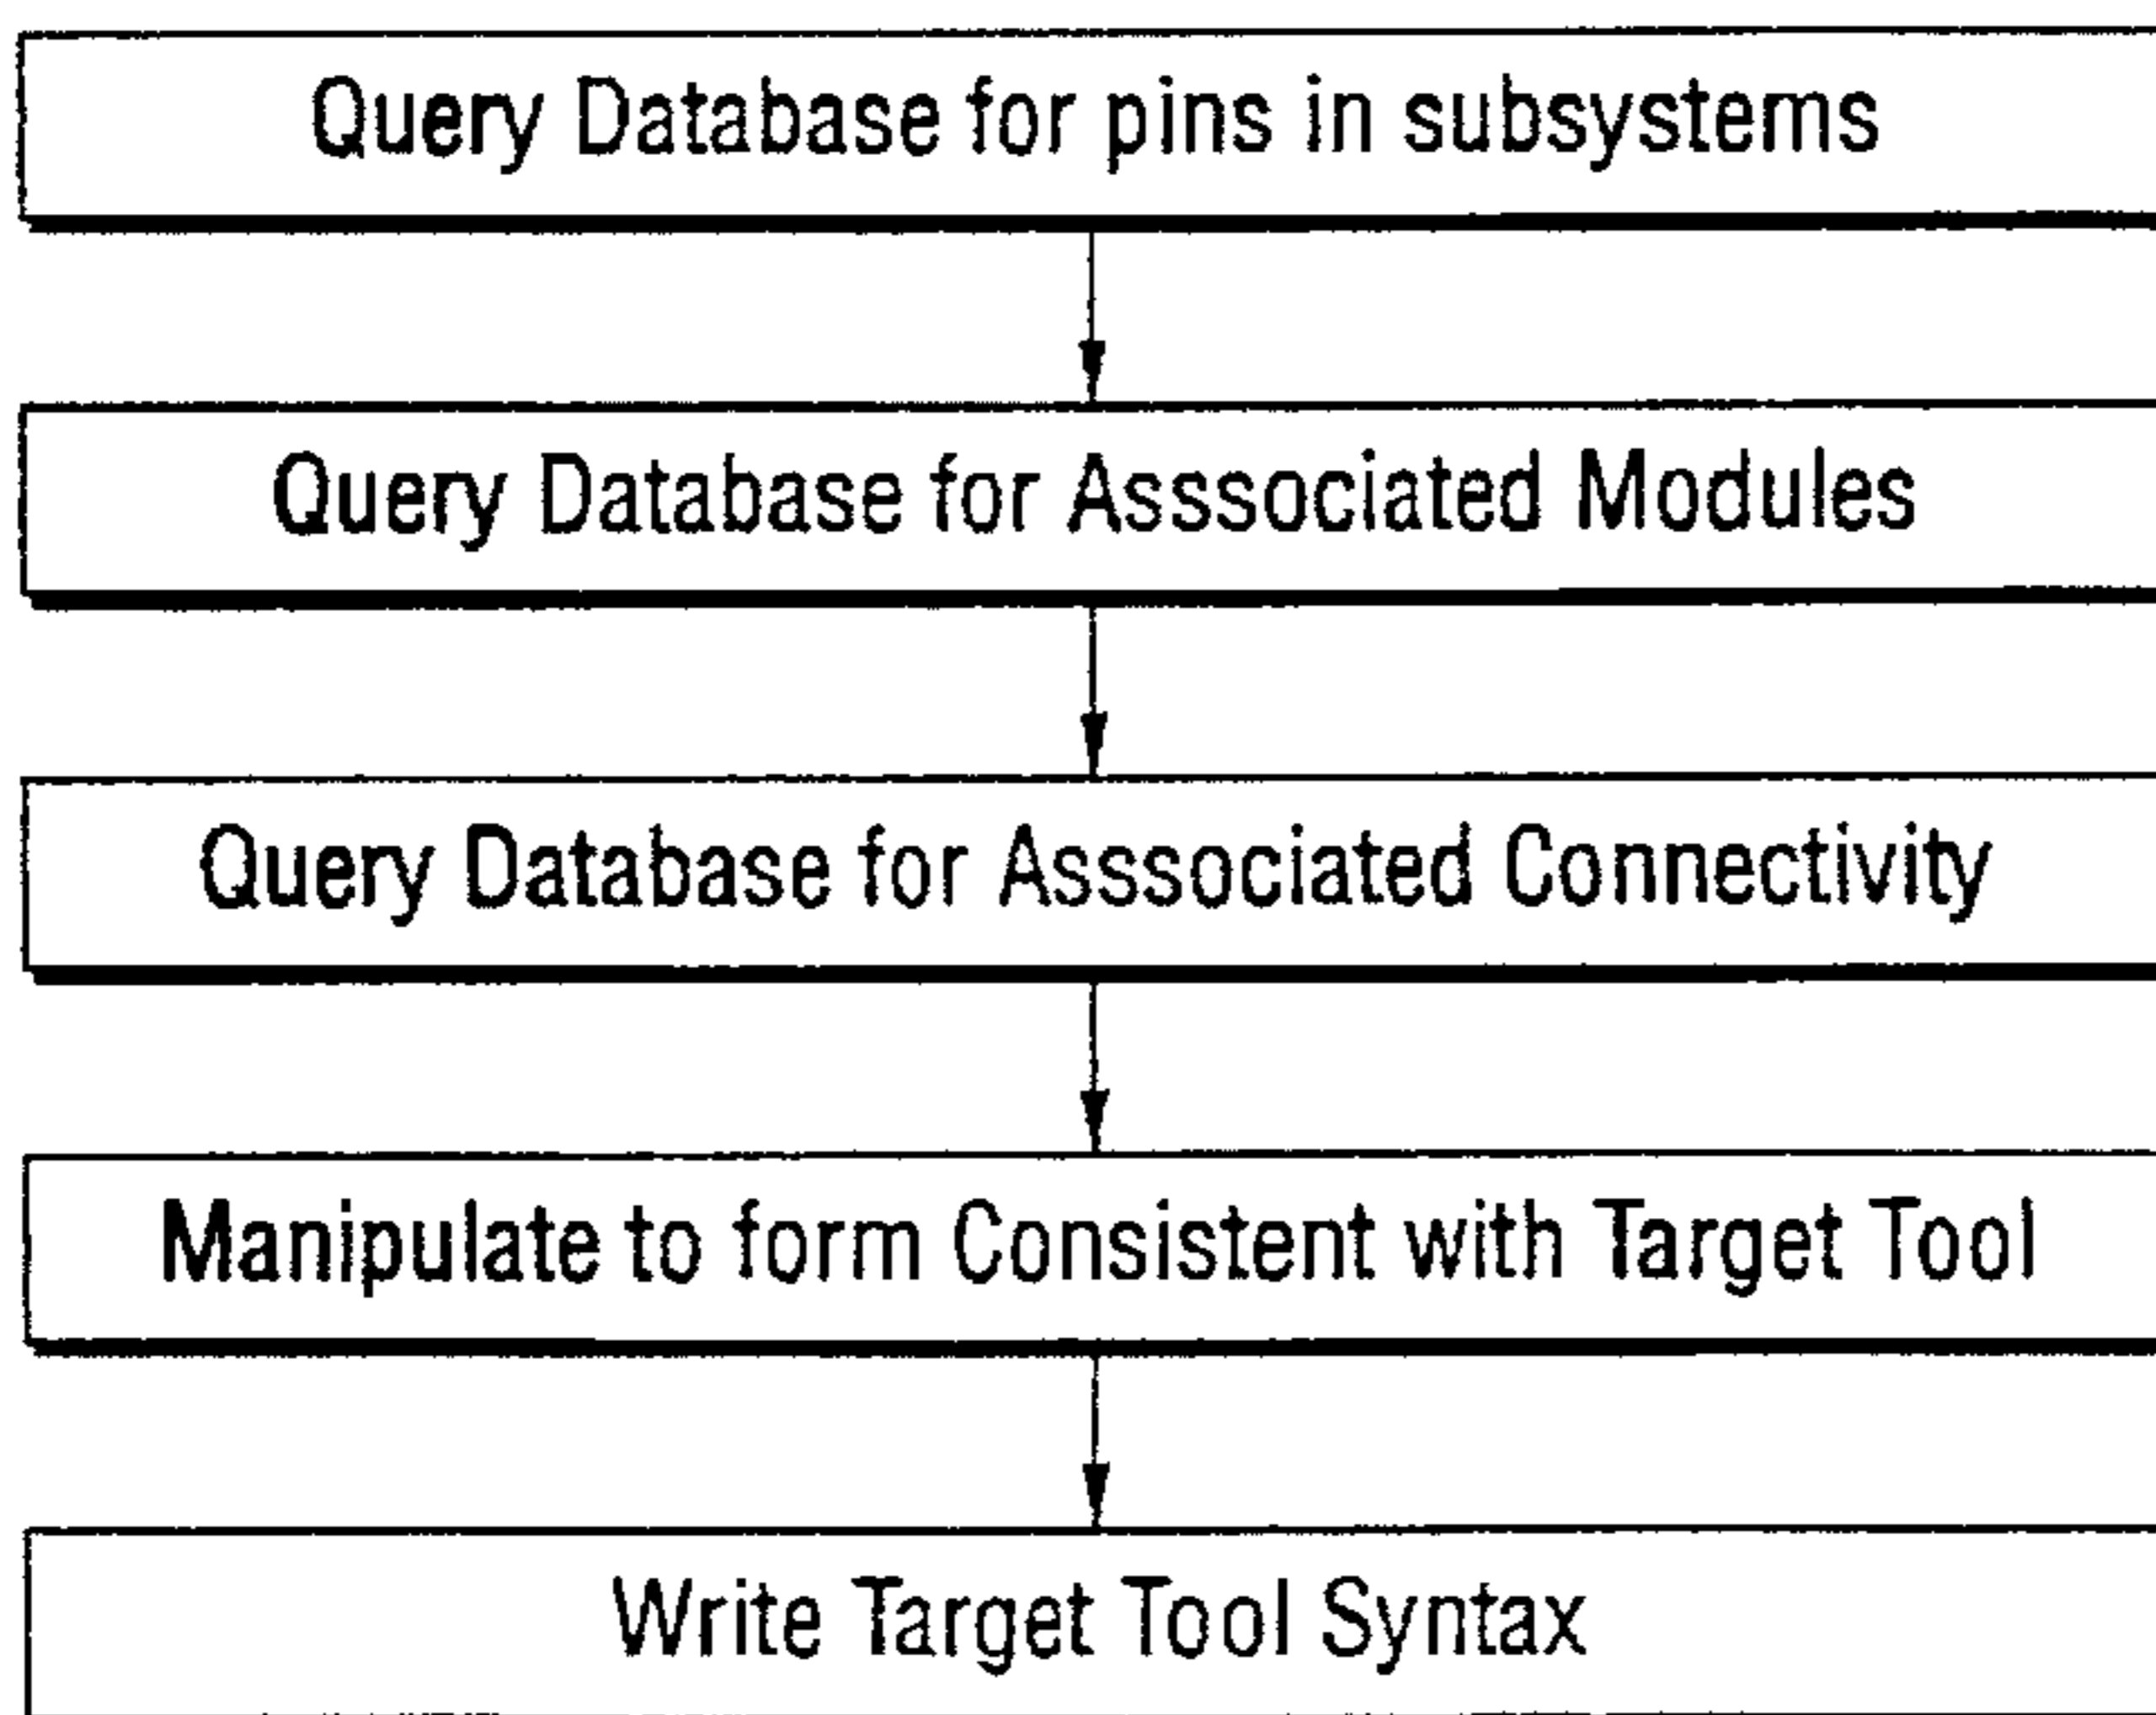 Query Database for pins in subsystems
Query Database for Asssociated Modules
Query Database for Asssociated Connectivity
Manipulate to form Consistent with Target Tool
Write Target Tool Syntax